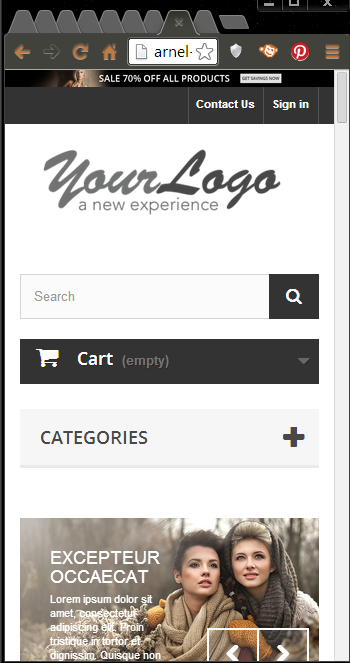 arnel-
SALE 70% OFF ALL PRODUCTS GET SAVINGS NOW
Contact Us Sign in
YourLogo
a new experience
Search
Cart (empty)
CATEGORIES
EXCEPTEUR
OCCAECAT
Lorem ipsum dolor sit
amet, consectetur
adipiscing elit. Proin
tristique in tortor et
dignissim. Quisque non